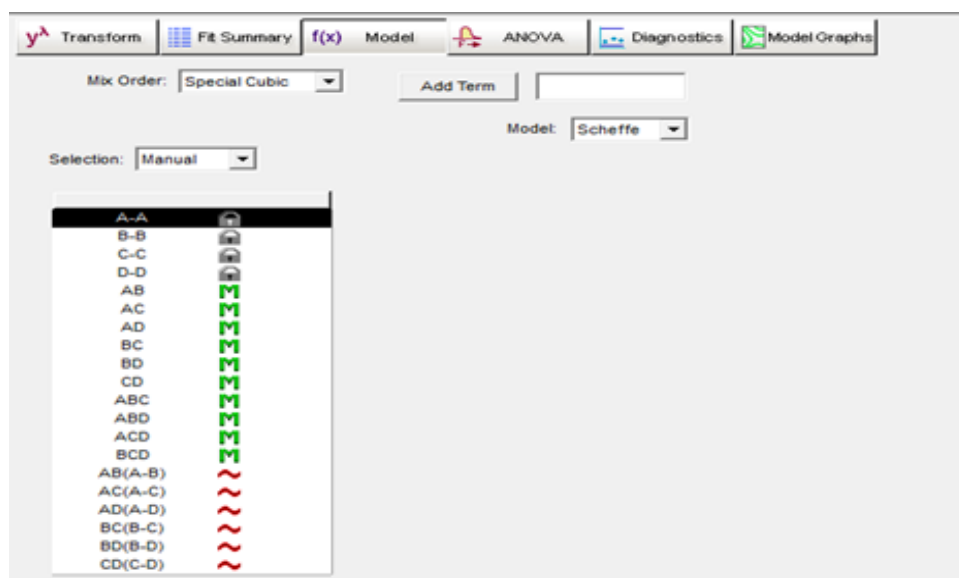 yλ Transform Fit Summary f(x) Model ANOVA Diagnostics Model Graphs
Mix Order: Special Cubic Add Term
Model: Scheffe
Selection: Manual
A-A
B-B
C-C
D-D
AB M
AC M
AD M
BC M
BD M
CD M
ABC M
ABD M
ACD M
BCD M
AB(A-B)
AC(A-C)
AD(A-D)
BC(B-C)
BD(B-D)
CD(C-D)